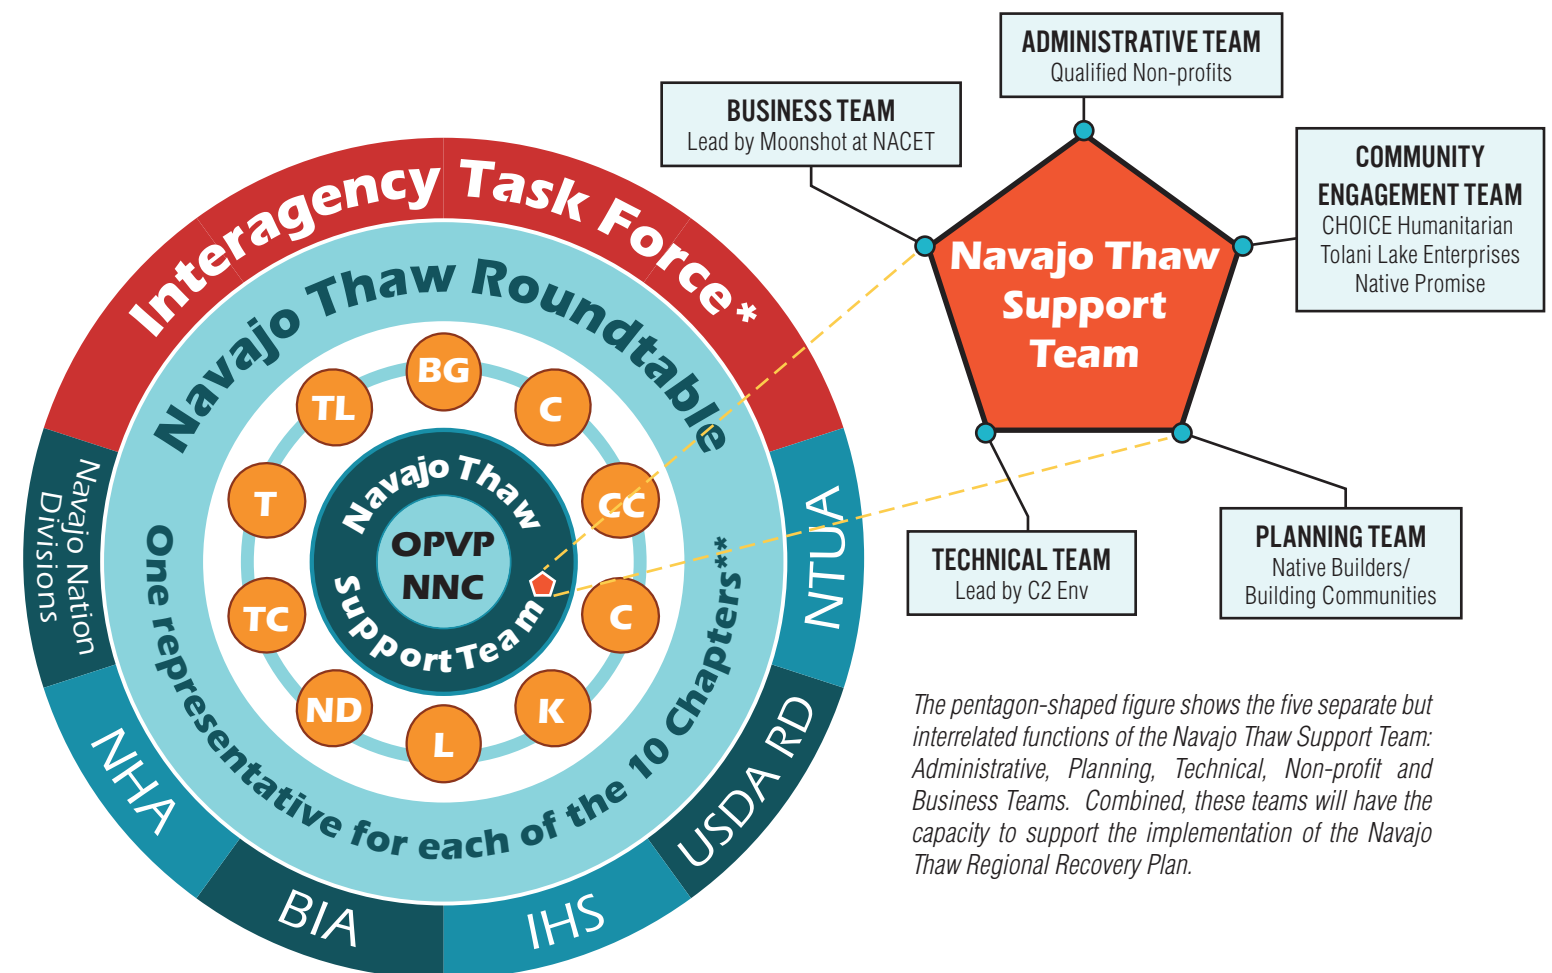 Interagency Task Force*
Navajo Thaw Roundtable
One representative for each of the 10 Chapters**
BG
C
CC
C
K
L
ND
TC
T
TL
Navajo Thaw
Support Team
OPVP
NNC
Navajo Nation
Divisions
NHA
BIA
IHS
USDA RD
NTUA
BUSINESS TEAM
Lead by Moonshot at NACET
ADMINISTRATIVE TEAM
Qualified Non-profits
COMMUNITY
ENGAGEMENT TEAM
CHOICE Humanitarian
Tolani Lake Enterprises
Native Promise
Navajo Thaw
Support
Team
TECHNICAL TEAM
Lead by C2 Env
PLANNING TEAM
Native Builders/
Building Communities
The pentagon-shaped figure shows the five separate but
interrelated functions of the Navajo Thaw Support Team:
Administrative, Planning, Technical, Non-profit and
Business Teams. Combined, these teams will have the
capacity to support the implementation of the Navajo
Thaw Regional Recovery Plan.